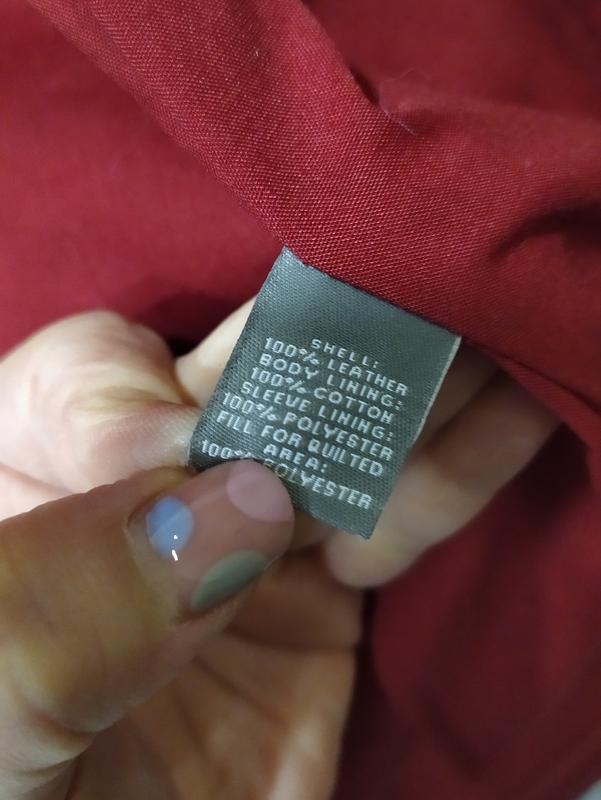 SHELL:
100% LEATHER
BODY LINING:
100% COTTON
SLEEVE LINING:
100% POLYESTER
FILL FOR QUILTED
AREA:
100% POLYESTER